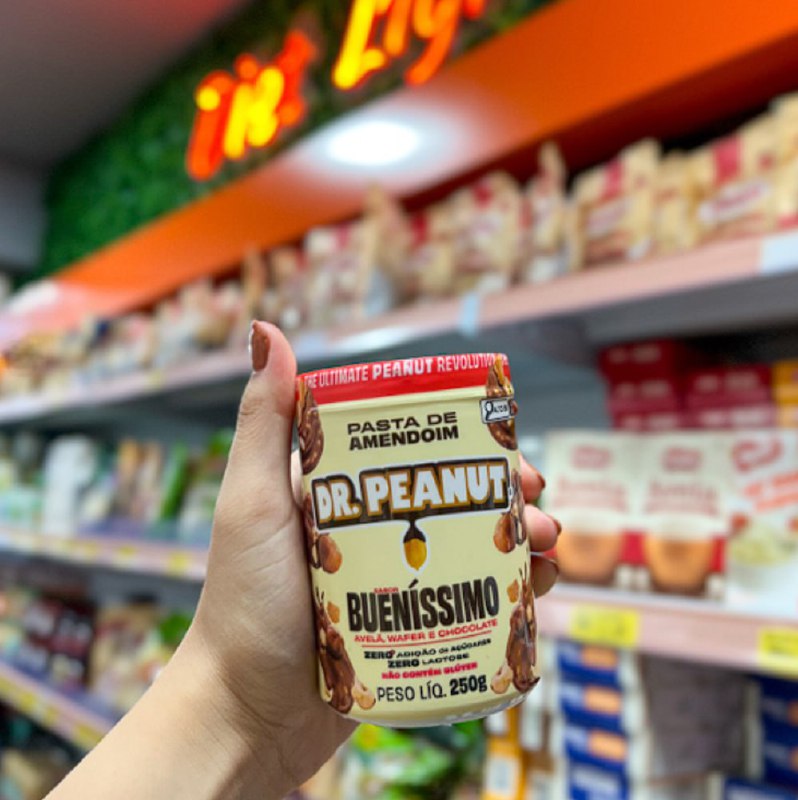 THE ULTIMATE PEANUT REVOLUTION
PASTA DE
AMENDOIM
DR. PEANUT
SABOR
BUENÍSSIMO
AVELÃ, WAFER E CHOCOLATE
ZERO ADIÇÃO DE AÇÚCARES
ZERO LACTOSE
NÃO CONTÉM GLÚTEN
PESO LÍQ. 250g